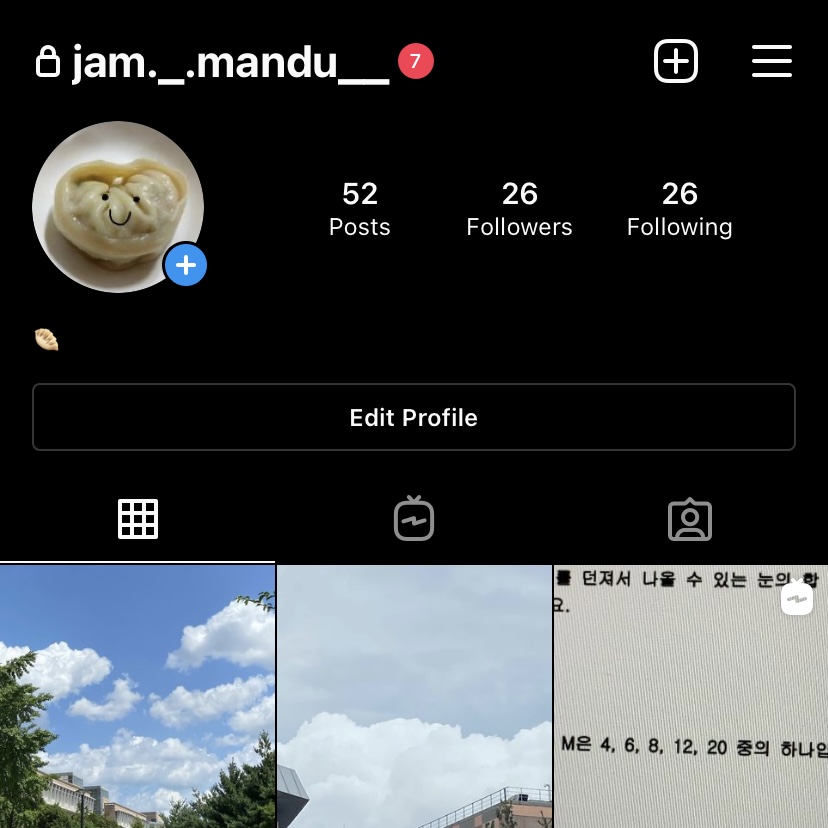 jam._.mandu__ 7
52 26 26
Posts Followers Following
Edit Profile
를 던져서 나올 수 있는 눈의 합
요.
M은 4, 6, 8, 12, 20 중의 하나입